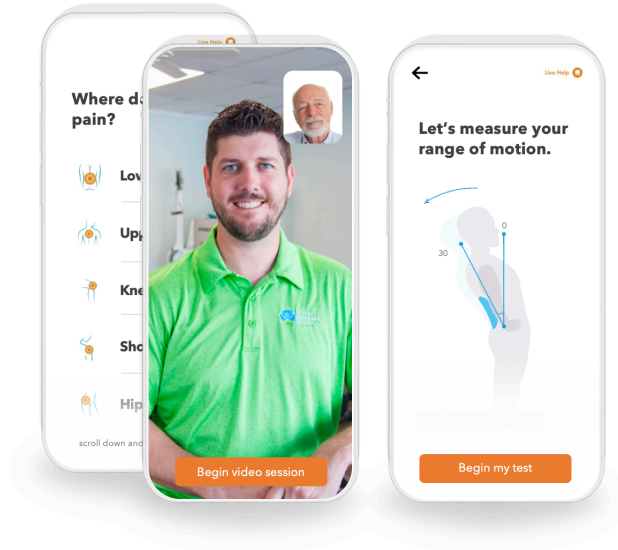 Live Help
Where do
pain?
Low
Upp
Kne
Sho
Hip
scroll down and
Begin video session
Live Help
Let's measure your
range of motion.
0
30
Begin my test